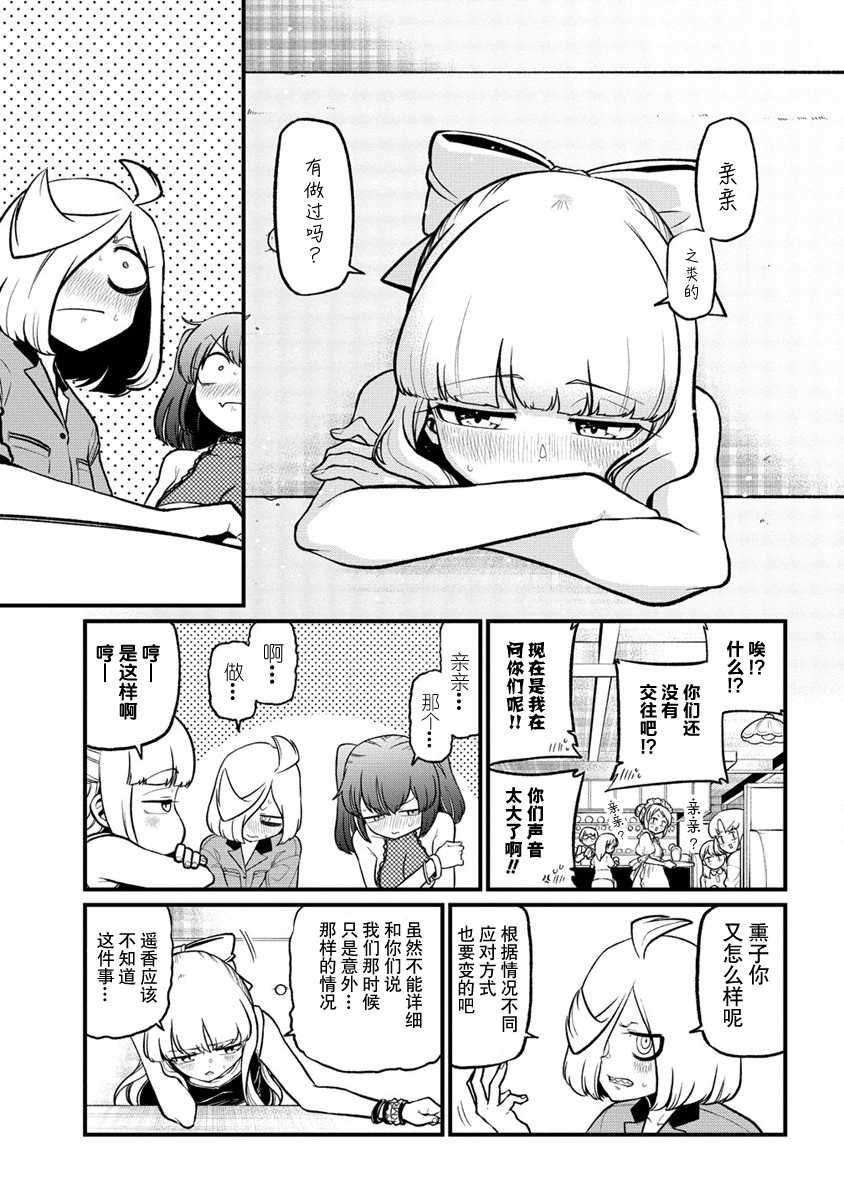 亲亲
之类的
有做过吗？
唉!?
什么!?
你们还
没有
交往吧!?
现在是我在
问你们呢!!
亲亲？
亲亲？
你们声音
太大了啊!!
亲亲…
那个…
啊…
做…
哼—
是这样啊
哼—
熏子你
又怎么样呢
根据情况不同
应对方式
也要变的吧
虽然不能详细
和你们说
我们那时候
只是意外…
那样的情况
遥香应该
不知道
这件事…